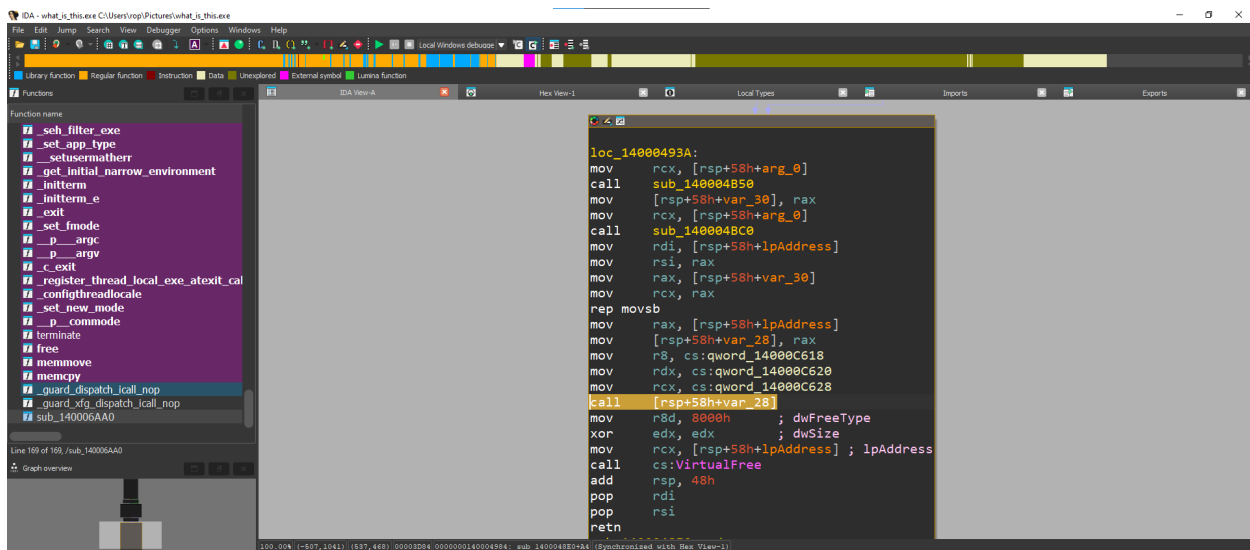 IDA - what_is_this.exe C:\Users\rop\Pictures\what_is_this.exe
File Edit Jump Search View Debugger Options Windows Help
Local Windows debugger
Library function Regular function Instruction Data Unexplored External symbol Lumina function
Functions
IDA View-A
Hex View-1
Local Types
Imports
Exports
Function name
_seh_filter_exe
_set_app_type
__setusermatherr
_get_initial_narrow_environment
_initterm
_initterm_e
_exit
_set_fmode
__p___argc
__p___argv
_c_exit
_register_thread_local_exe_atexit_cal
_configthreadlocale
_set_new_mode
__p__commode
terminate
free
memmove
memcpy
_guard_dispatch_icall_nop
_guard_xfg_dispatch_icall_nop
sub_140006AA0
Line 169 of 169, /sub_140006AA0
Graph overview
loc_14000493A:
mov rcx, [rsp+58h+arg_0]
call sub_140004B50
mov [rsp+58h+var_30], rax
mov rcx, [rsp+58h+arg_0]
call sub_140004BC0
mov rdi, [rsp+58h+lpAddress]
mov rsi, rax
mov rax, [rsp+58h+var_30]
mov rcx, rax
rep movsb
mov rax, [rsp+58h+lpAddress]
mov [rsp+58h+var_28], rax
mov r8, cs:qword_14000C618
mov rdx, cs:qword_14000C620
mov rcx, cs:qword_14000C628
call [rsp+58h+var_28]
mov r8d, 8000h ; dwFreeType
xor edx, edx ; dwSize
mov rcx, [rsp+58h+lpAddress] ; lpAddress
call cs:VirtualFree
add rsp, 48h
pop rdi
pop rsi
retn
100.00% (-507,1041) (537,468) 00003D84 0000000140004984: sub_1400048E0+A4 (Synchronized with Hex View-1)